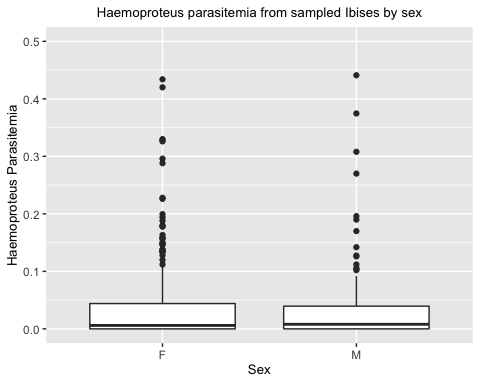 Haemoproteus parasitemia from sampled Ibises by sex
0.5
0.4
0.3
0.2
0.1
0.0
Haemoproteus Parasitemia
F M
Sex